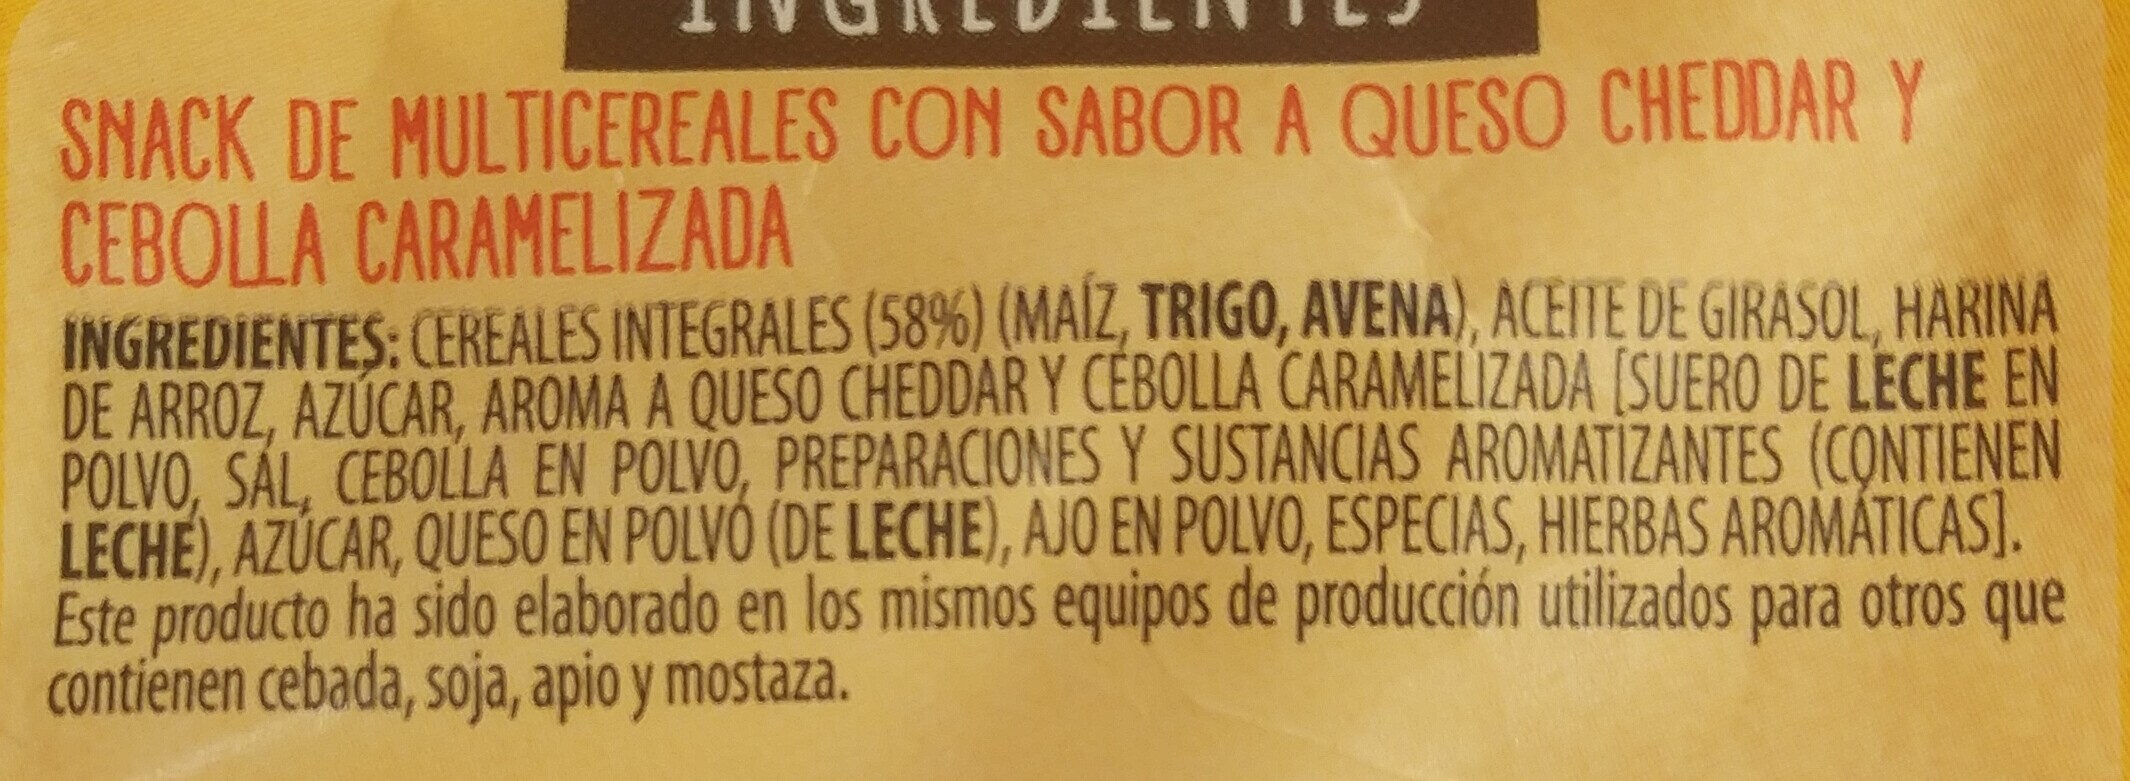 INGREDIENTES
SNACK DE MULTICEREALES CON SABOR A QUESO CHEDDAR Y
CEBOLLA CARAMELIZADA
INGREDIENTES: CEREALES INTEGRALES (58%) (MAÍZ, TRIGO, AVENA), ACEITE DE GIRASOL, HARINA
DE ARROZ, AZÚCAR, AROMA A QUESO CHEDDAR Y CEBOLLA CARAMELIZADA [SUERO DE LECHE EN
POLVO, SAL, CEBOLLA EN POLVO, PREPARACIONES Y SUSTANCIAS AROMATIZANTES (CONTIENEN
LECHE), AZÚCAR, QUESO EN POLVO (DE LECHE), AJO EN POLVO, ESPECIAS, HIERBAS AROMÁTICAS].
Este producto ha sido elaborado en los mismos equipos de producción utilizados para otros que
contienen cebada, soja, apio y mostaza.